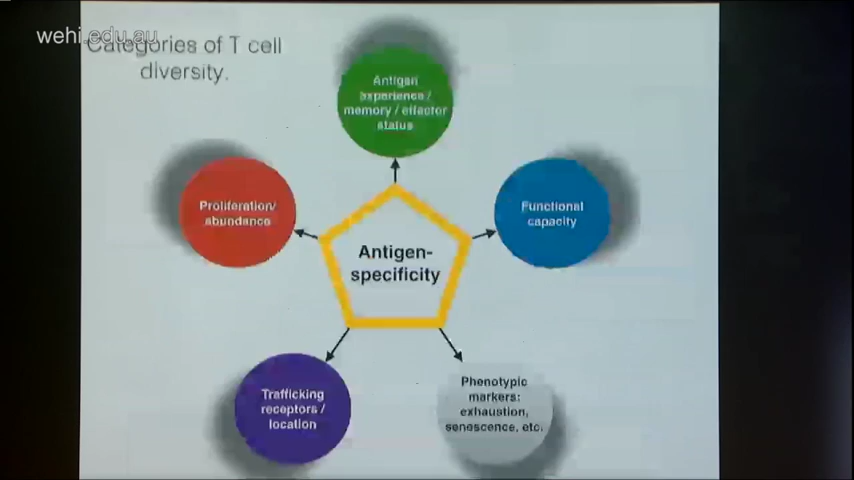 wehi.edu.au
Categories of T cell
diversity.
Antigen
experience /
memory / effector
status
Proliferation/
abundance
Functional
capacity
Antigen-
specificity
Trafficking
receptors /
location
Phenotypic
markers:
exhaustion,
senescence, etc.